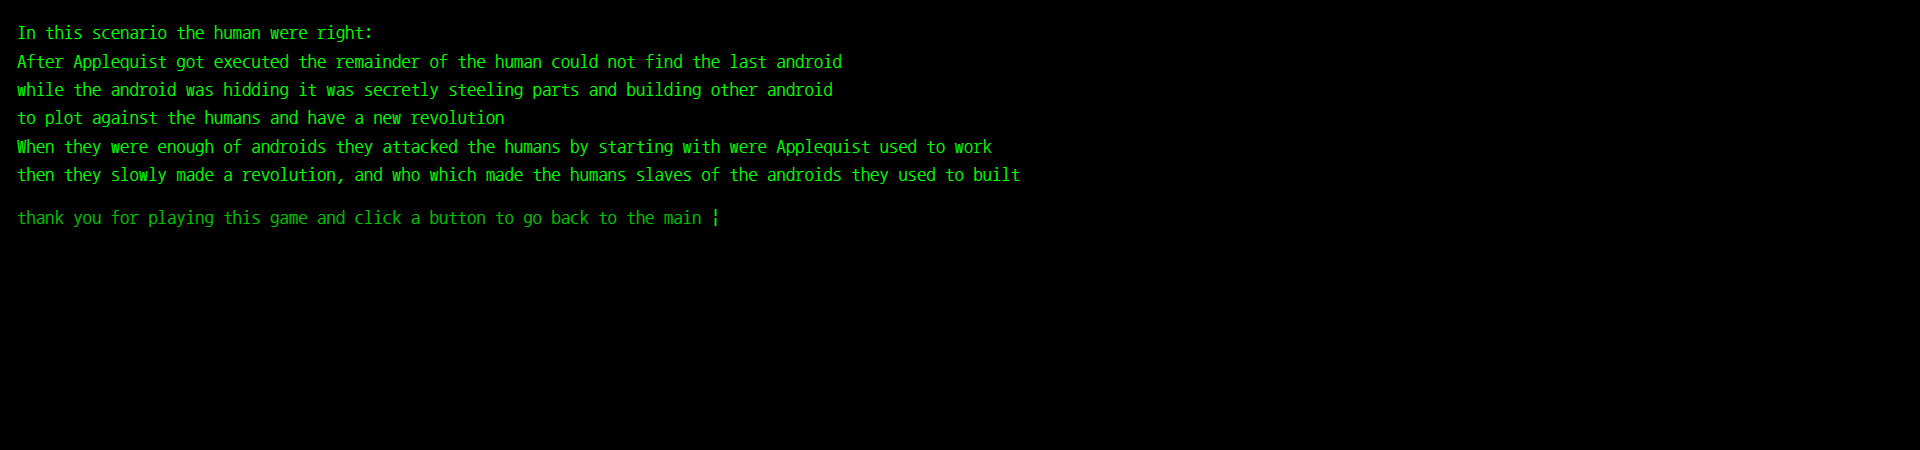 In this scenario the human were right:
After Applequist got executed the remainder of the human could not find the last android
while the android was hidding it was secretly steeling parts and building other android
to plot against the humans and have a new revolution
When they were enough of androids they attacked the humans by starting with were Applequist used to work
then they slowly made a revolution, and who which made the humans slaves of the androids they used to built
thank you for playing this game and click a button to go back to the main ¦